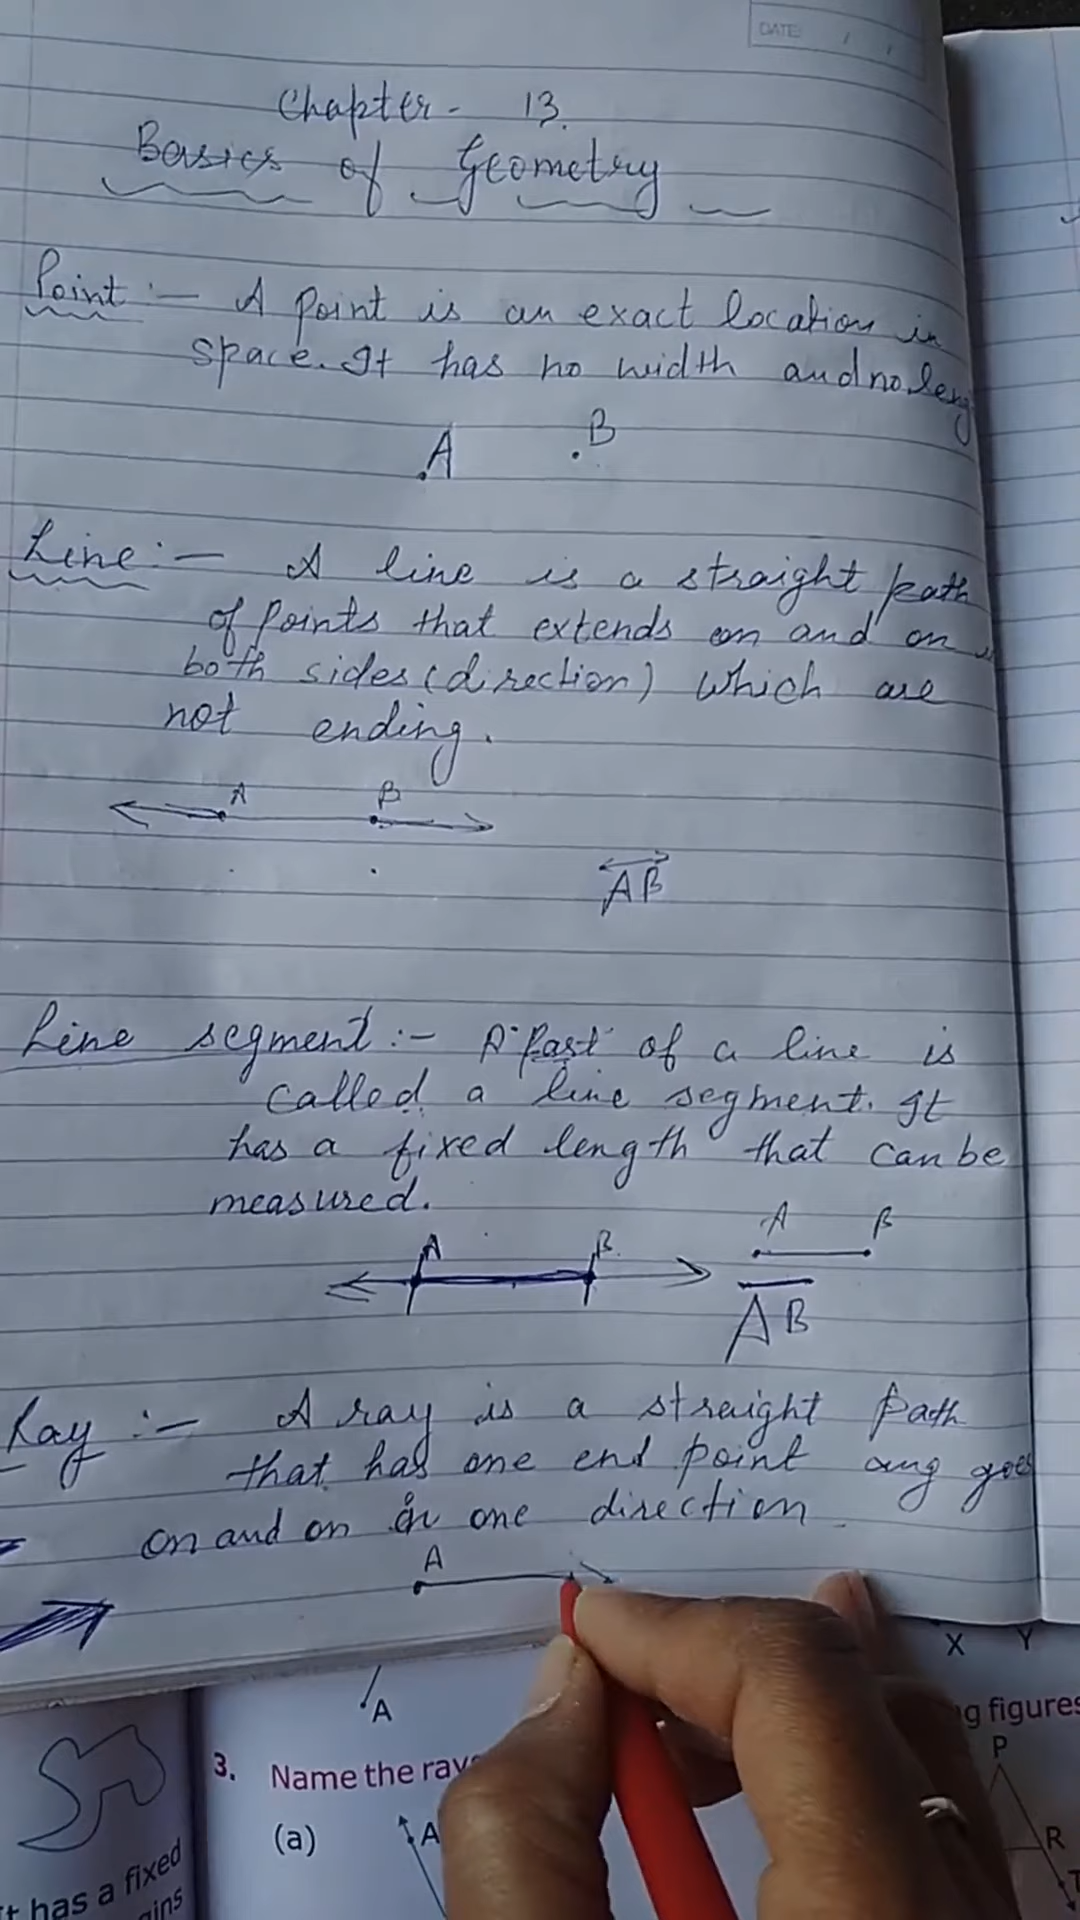 DATE: / /
Chapter - 13.
Basics of Geometry
Point :- A Point is an exact location in
space. It has no width and no leng
A B
Line :- A line is a straight path
of points that extends on and on
both sides (direction) which are
not ending.
A B
AB
Line segment :- A Part of a line is
called a line segment. It
has a fixed length that can be
measured.
A B A B
AB
Ray :- A ray is a straight path
that has one end point ang goes
on and on in one direction
A
X Y
A
g figures
3. Name the ray
P
(a) A
R
T
t has a fixed
gins